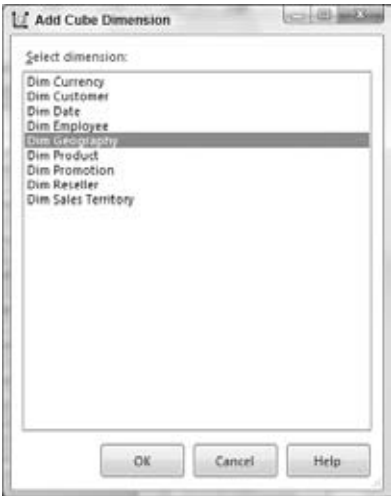 Add Cube Dimension
Select dimension:
Dim Currency
Dim Customer
Dim Date
Dim Employee
Dim Geography
Dim Product
Dim Promotion
Dim Reseller
Dim Sales Territory
OK
Cancel
Help